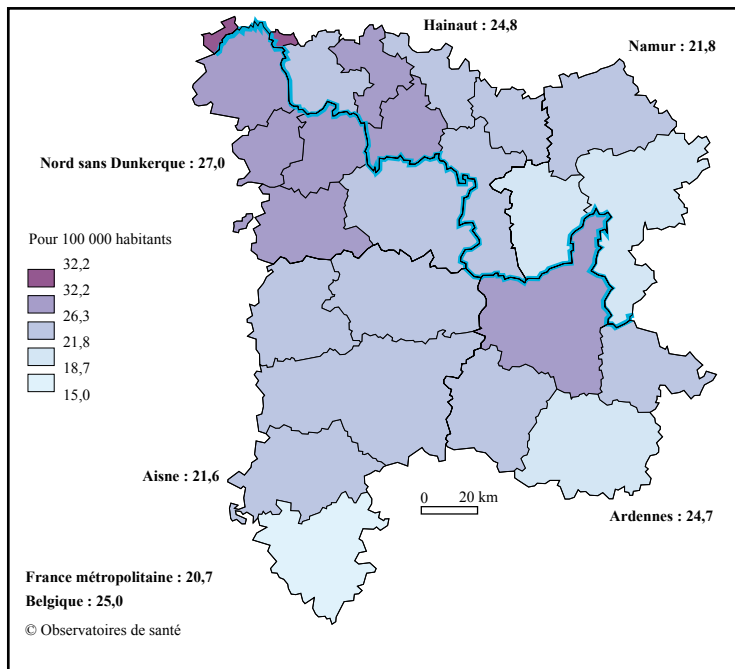 Hainaut : 24,8
Namur : 21,8
Nord sans Dunkerque : 27,0
Pour 100 000 habitants
32,2
32,2
26,3
21,8
18,7
15,0
Aisne : 21,6
0 20 km
Ardennes : 24,7
France métropolitaine : 20,7
Belgique : 25,0
© Observatoires de santé